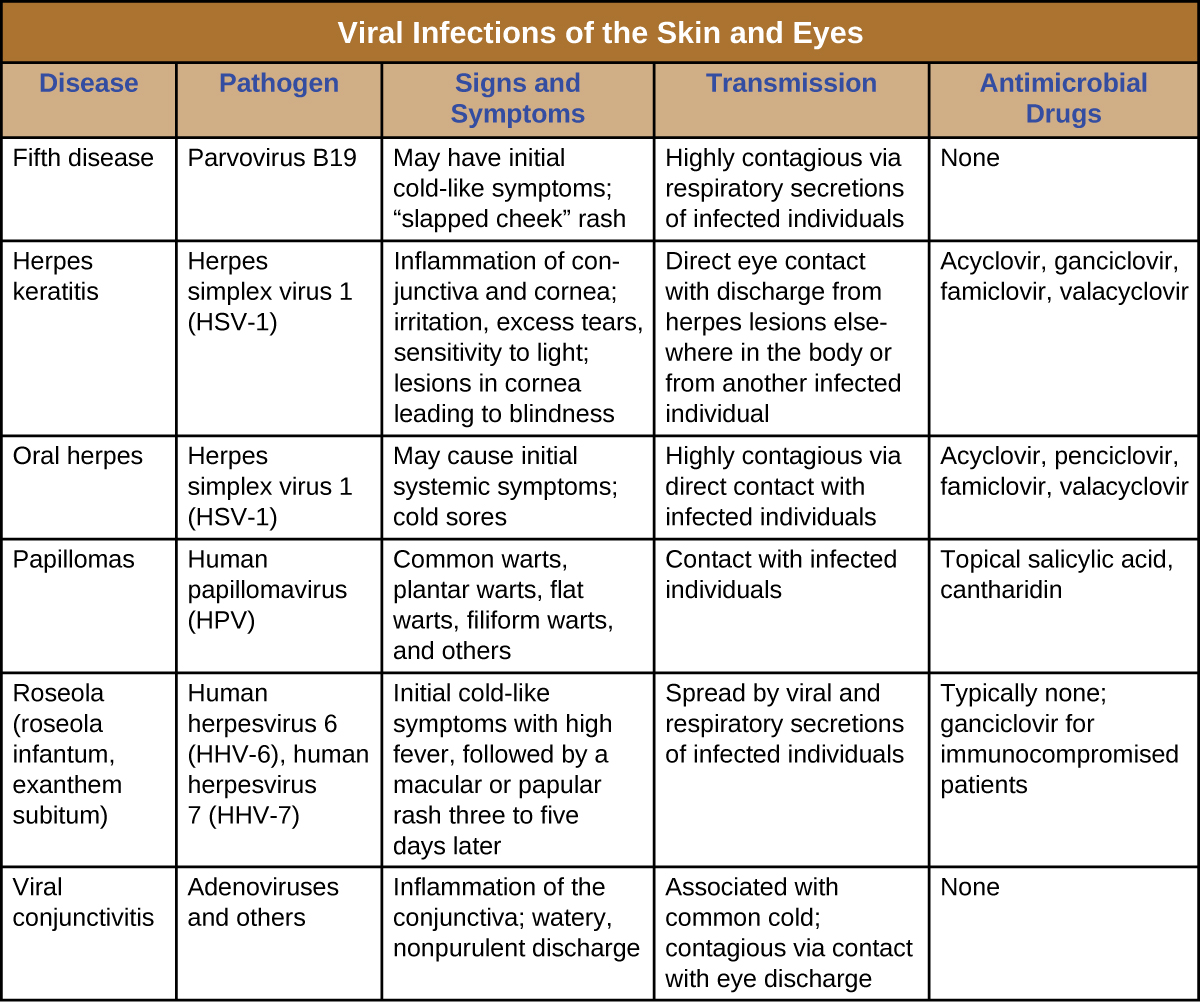 Viral Infections of the Skin and Eyes
Disease
Pathogen
Signs and
Symptoms
Transmission
Antimicrobial
Drugs
Fifth disease
Parvovirus B19
May have initial
cold-like symptoms;
“slapped cheek” rash
Highly contagious via
respiratory secretions
of infected individuals
None
Herpes
keratitis
Herpes
simplex virus 1
(HSV-1)
Inflammation of con-
junctiva and cornea;
irritation, excess tears,
sensitivity to light;
lesions in cornea
leading to blindness
Direct eye contact
with discharge from
herpes lesions else-
where in the body or
from another infected
individual
Acyclovir, ganciclovir,
famiclovir, valacyclovir
Oral herpes
Herpes
simplex virus 1
(HSV-1)
May cause initial
systemic symptoms;
cold sores
Highly contagious via
direct contact with
infected individuals
Acyclovir, penciclovir,
famiclovir, valacyclovir
Papillomas
Human
papillomavirus
(HPV)
Common warts,
plantar warts, flat
warts, filiform warts,
and others
Contact with infected
individuals
Topical salicylic acid,
cantharidin
Roseola
(roseola
infantum,
exanthem
subitum)
Human
herpesvirus 6
(HHV-6), human
herpesvirus
7 (HHV-7)
Initial cold-like
symptoms with high
fever, followed by a
macular or papular
rash three to five
days later
Spread by viral and
respiratory secretions
of infected individuals
Typically none;
ganciclovir for
immunocompromised
patients
Viral
conjunctivitis
Adenoviruses
and others
Inflammation of the
conjunctiva; watery,
nonpurulent discharge
Associated with
common cold;
contagious via contact
with eye discharge
None